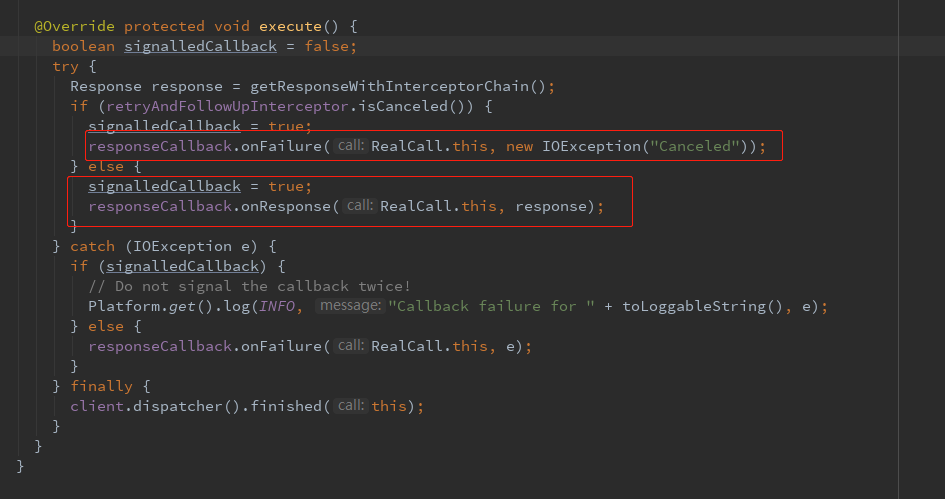 @Override protected void execute() {
boolean signalledCallback = false;
try {
Response response = getResponseWithInterceptorChain();
if (retryAndFollowUpInterceptor.isCanceled()) {
signalledCallback = true;
responseCallback.onFailure( call: RealCall.this, new IOException("Canceled"));
} else {
signalledCallback = true;
responseCallback.onResponse( call: RealCall.this, response);
}
} catch (IOException e) {
if (signalledCallback) {
// Do not signal the callback twice!
Platform.get().log(INFO, message: "Callback failure for " + toLoggableString(), e);
} else {
responseCallback.onFailure( call: RealCall.this, e);
}
} finally {
client.dispatcher().finished( call: this);
}
}
}